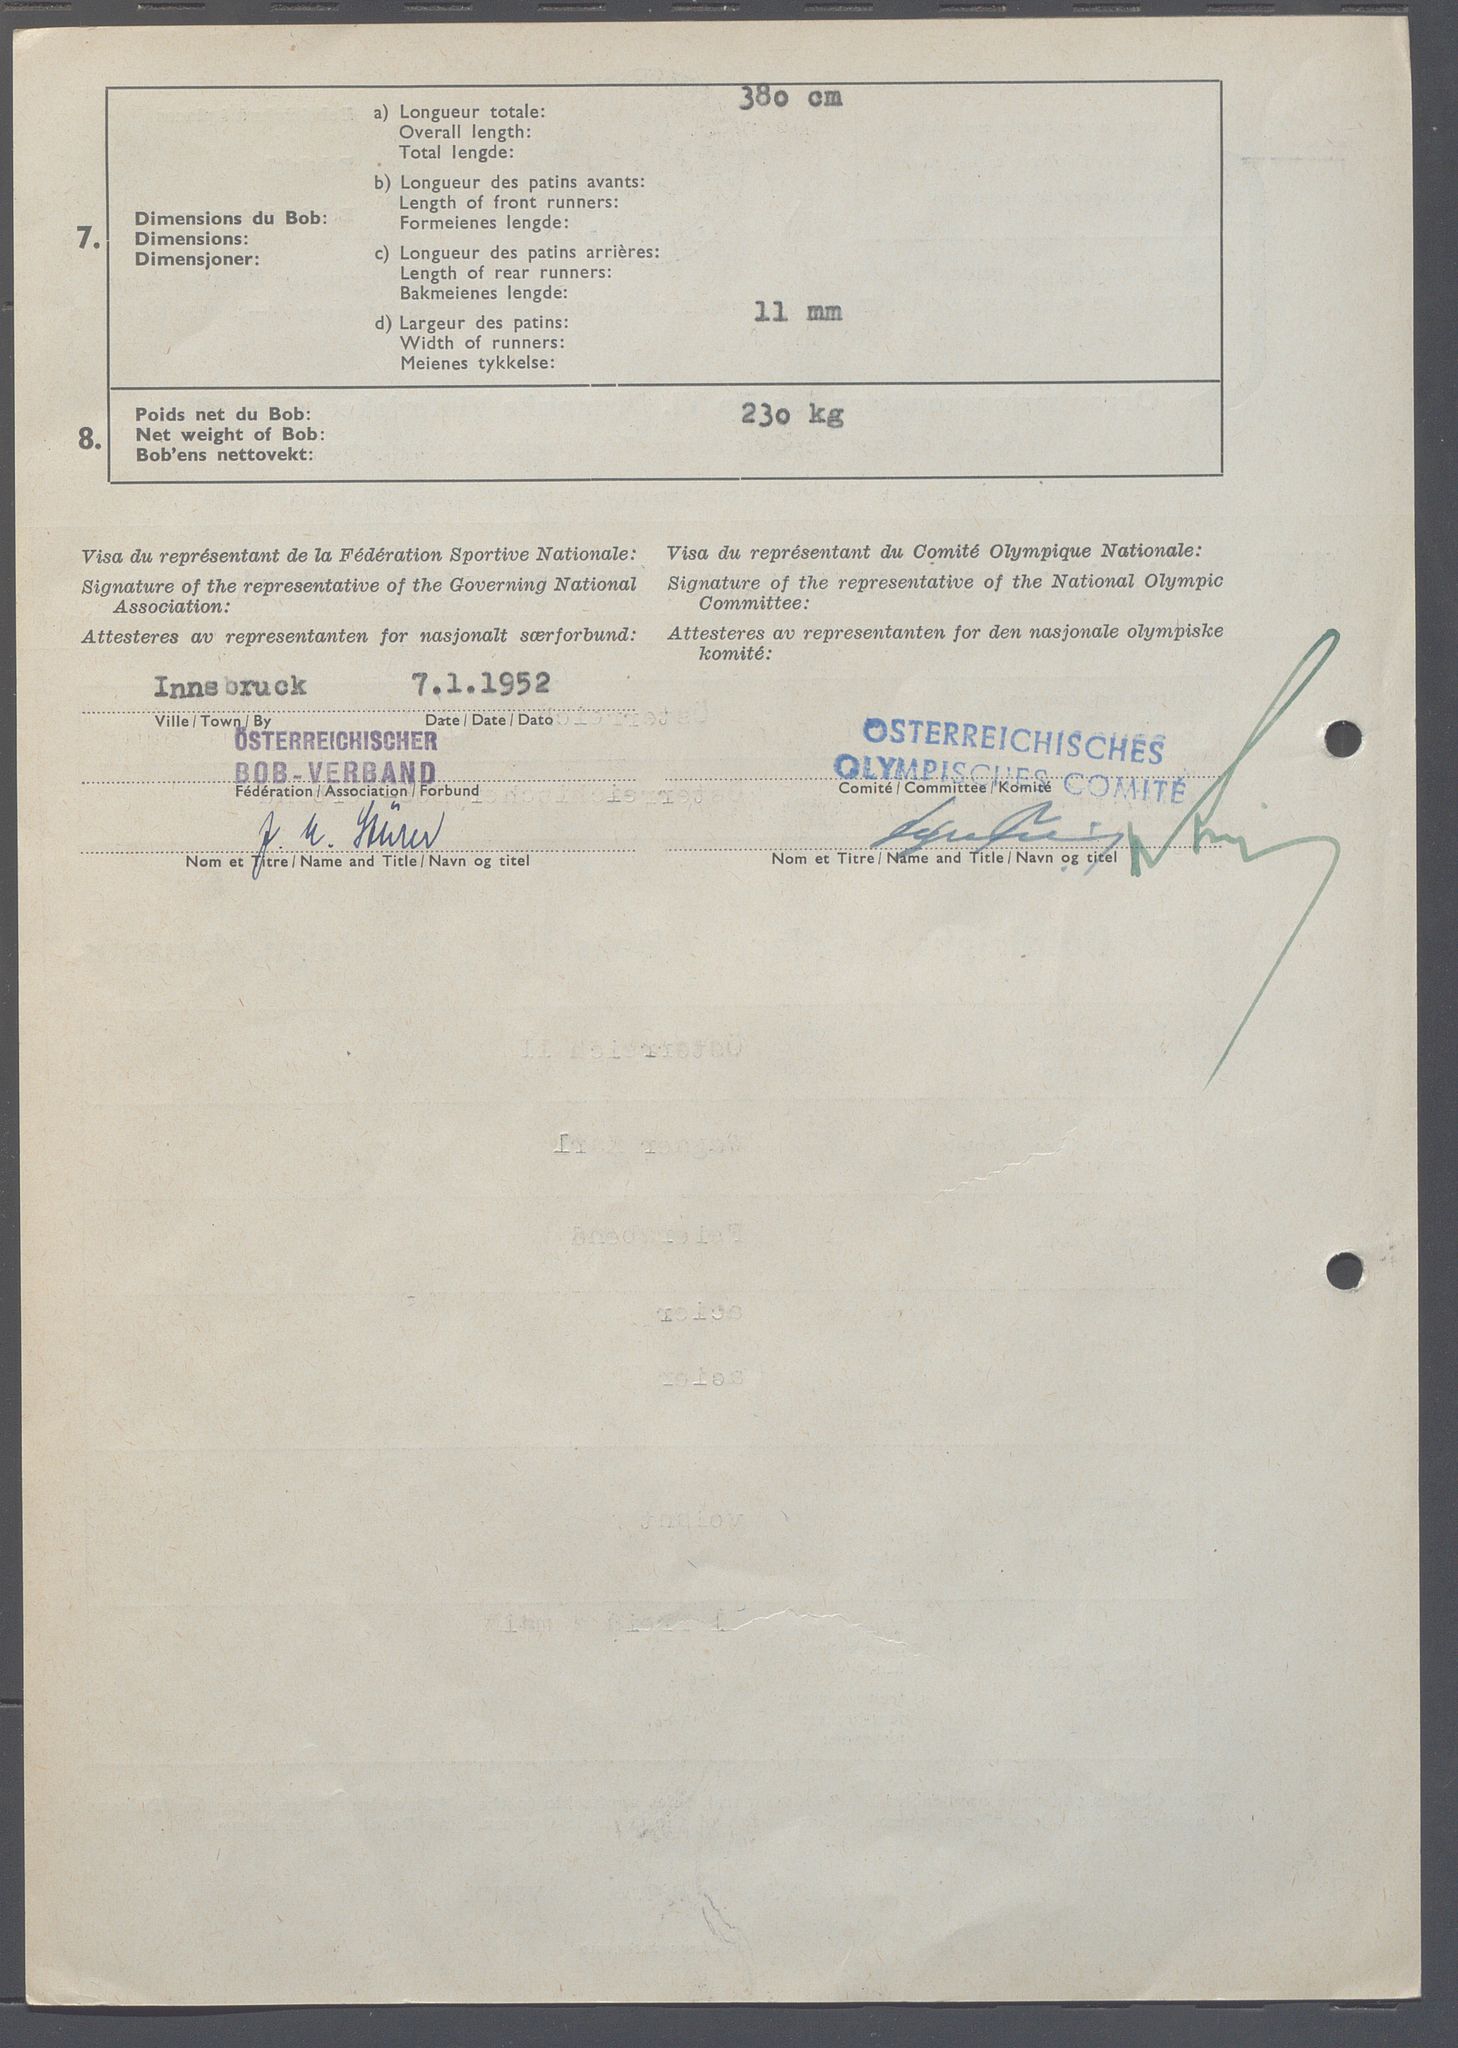 380 cm
a) Longueur totale:
Overall length:
Total lengde:
b) Longueur des patins avants:
Length of front runners:
Formeienes lengde:
7.
Dimensions du Bob:
Dimensions:
Dimensjoner:
c) Longueur des patins arrières:
Length of rear runners:
Bakmeienes lengde:
11 mm
d) Largeur des patins:
Width of runners:
Meienes tykkelse:
8.
Poids net du Bob:
Net weight of Bob:
Bob'ens nettovekt:
230 kg
Visa du représentant de la Fédération Sportive Nationale:
Signature of the representative of the Governing National
Association:
Attesteres av representanten for nasjonalt særforbund:
Innsbruck 7.1.1952
Ville / Town / By Date / Date / Dato
ÖSTERREICHISCHER
BOB-VERBAND
Fédération / Association / Forbund
Nom et Titre / Name and Title / Navn og titel
Visa du représentant du Comité Olympique Nationale:
Signature of the representative of the National Olympic
Committee:
Attesteres av representanten for den nasjonale olympiske
komité:
ÖSTERREICHISCHES
OLYMPISCHES COMITÉ
Comité / Committee / Komité
Nom et Titre / Name and Title / Navn og titel